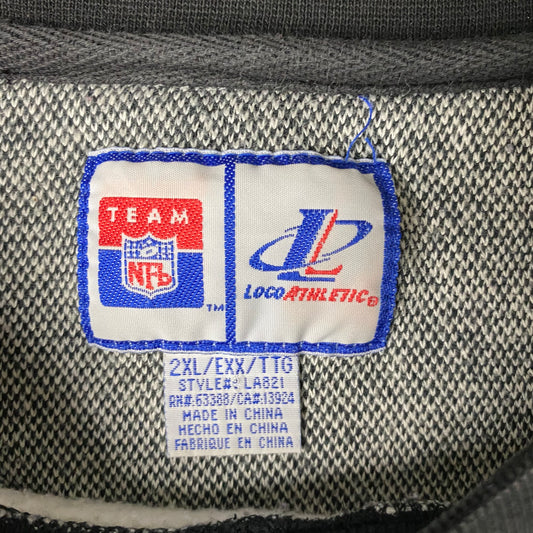 TEAM
NFL
TM
L
LOGO ATHLETIC®
2XL/EXX/TTG
STYLE#: LA821
RN#:63388/CA#:13924
MADE IN CHINA
HECHO EN CHINA
FABRIQUE EN CHINA